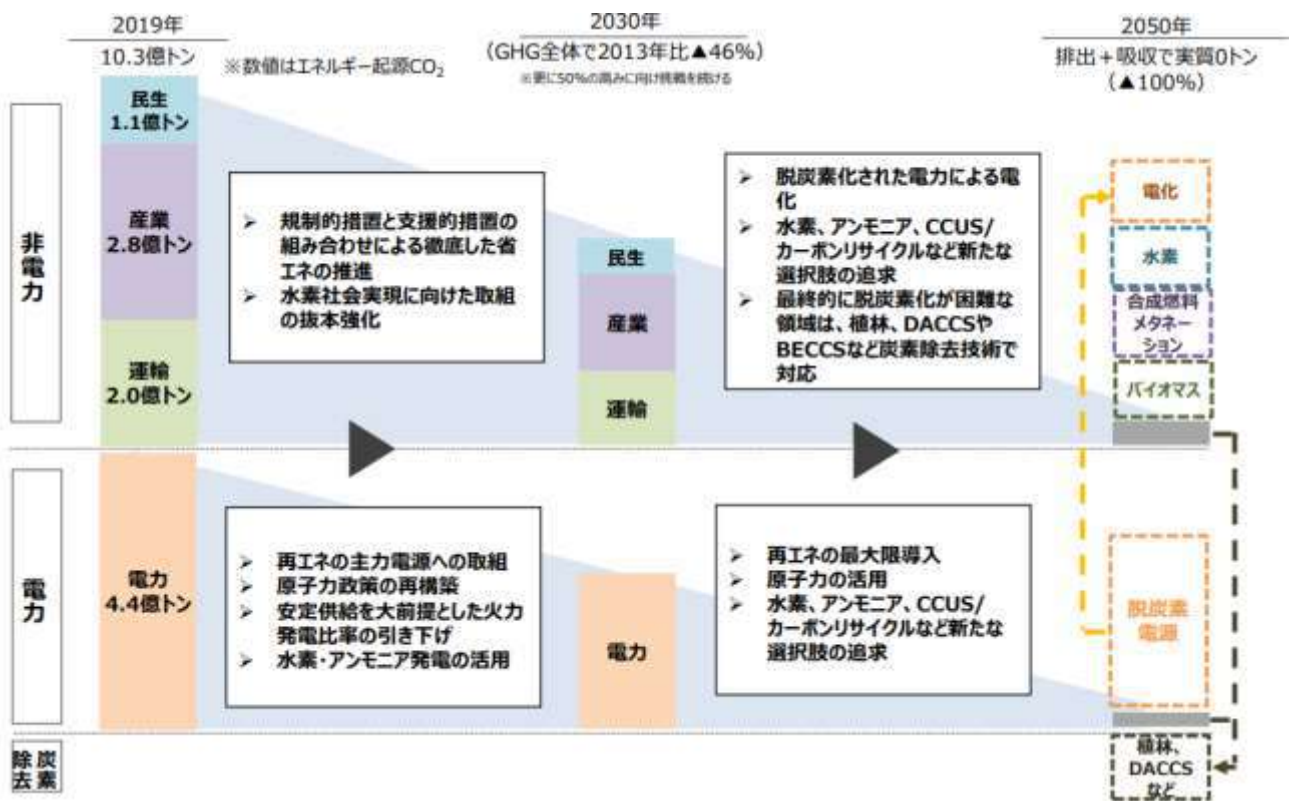 2019年
10.3億トン
※数値はエネルギー起源CO₂
2030年
(GHG全体で2013年比▲46%)
※更に50%の高みに向け挑戦を続ける
2050年
排出+吸収で実質0トン
(▲100%)
非電力
民生
1.1億トン
産業
2.8億トン
運輸
2.0億トン
➢ 規制的措置と支援的措置の
組み合わせによる徹底した省
エネの推進
➢ 水素社会実現に向けた取組
の抜本強化
民生
産業
運輸
➢ 脱炭素化された電力による電
化
➢ 水素、アンモニア、CCUS/
カーボンリサイクルなど新たな
選択肢の追求
➢ 最終的に脱炭素化が困難な
領域は、植林、DACCSや
BECCSなど炭素除去技術で
対応
電化
水素
合成燃料
メタネー
ション
バイオマス
電力
電力
4.4億トン
➢ 再エネの主力電源への取組
➢ 原子力政策の再構築
➢ 安定供給を大前提とした火力
発電比率の引き下げ
➢ 水素・アンモニア発電の活用
電力
➢ 再エネの最大限導入
➢ 原子力の活用
➢ 水素、アンモニア、CCUS/
カーボンリサイクルなど新たな
選択肢の追求
脱炭素
電源
炭素除去
植林、
DACCS
など